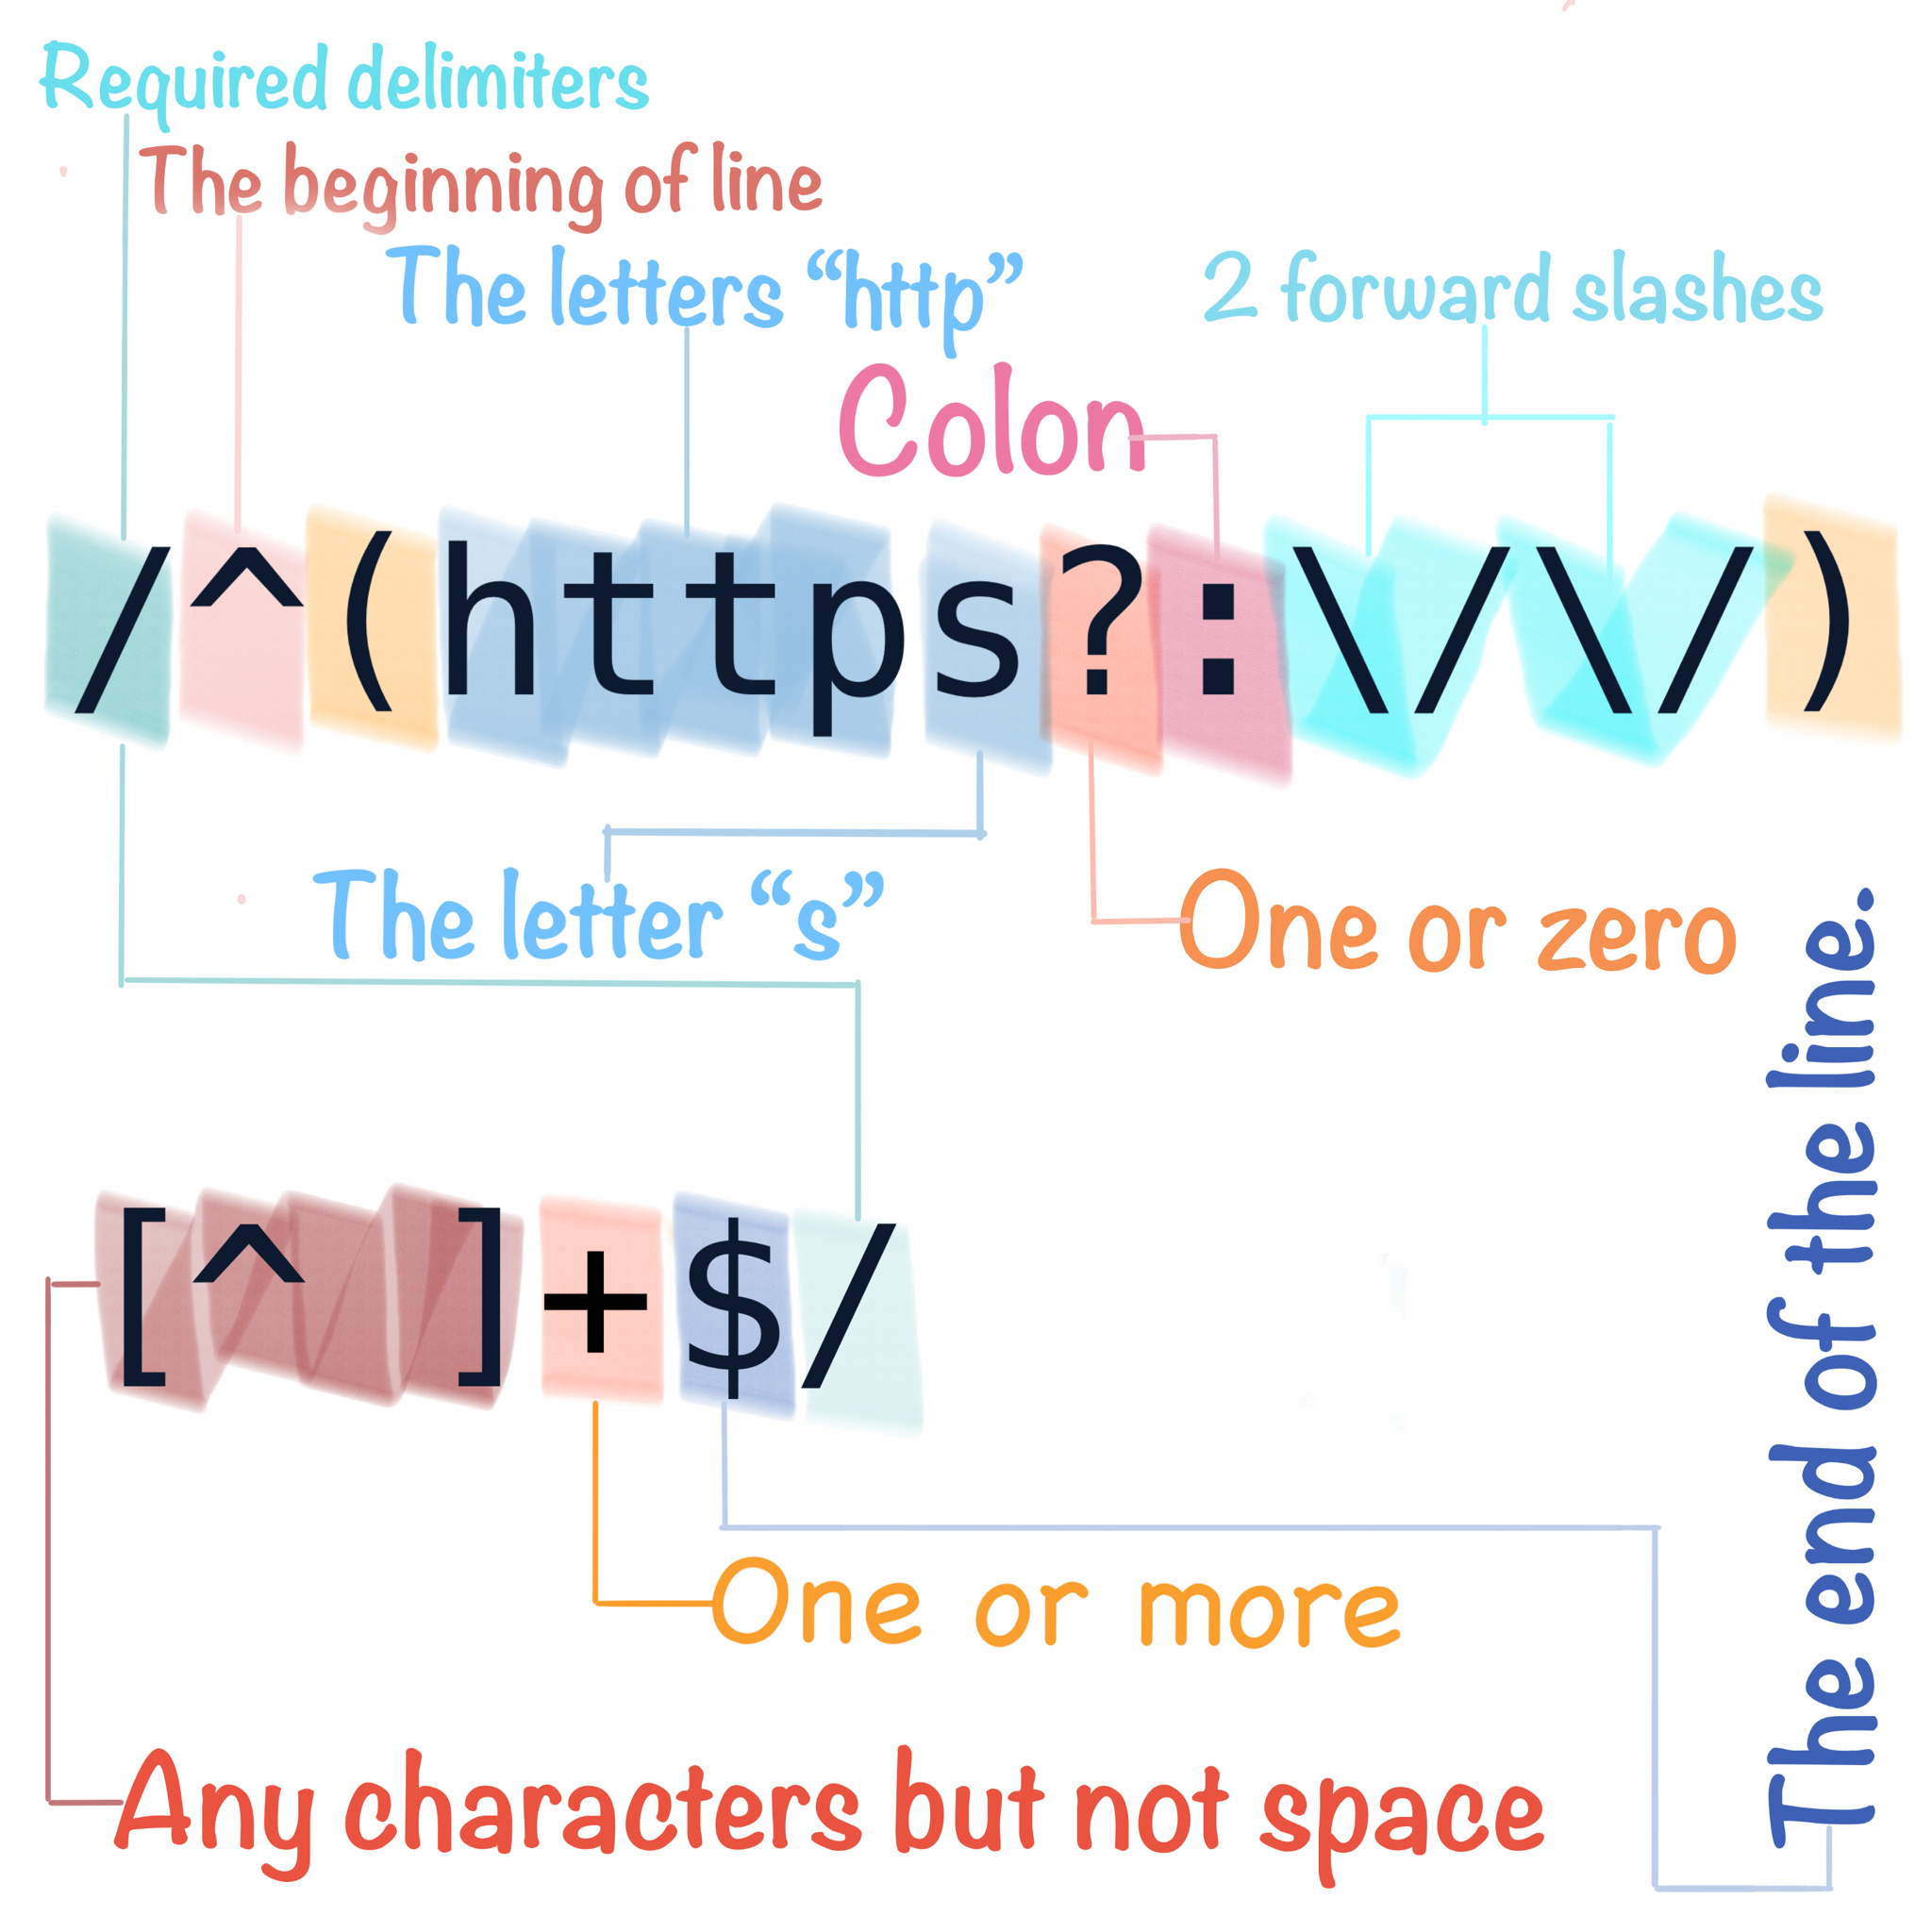 Required delimiters
The beginning of line
The letters “http”
2 forward slashes
Colon
/^(https?:\/\/)
The letter “s”
One or zero
[^ ]+$/
One or more
Any characters but not space
The end of the line.